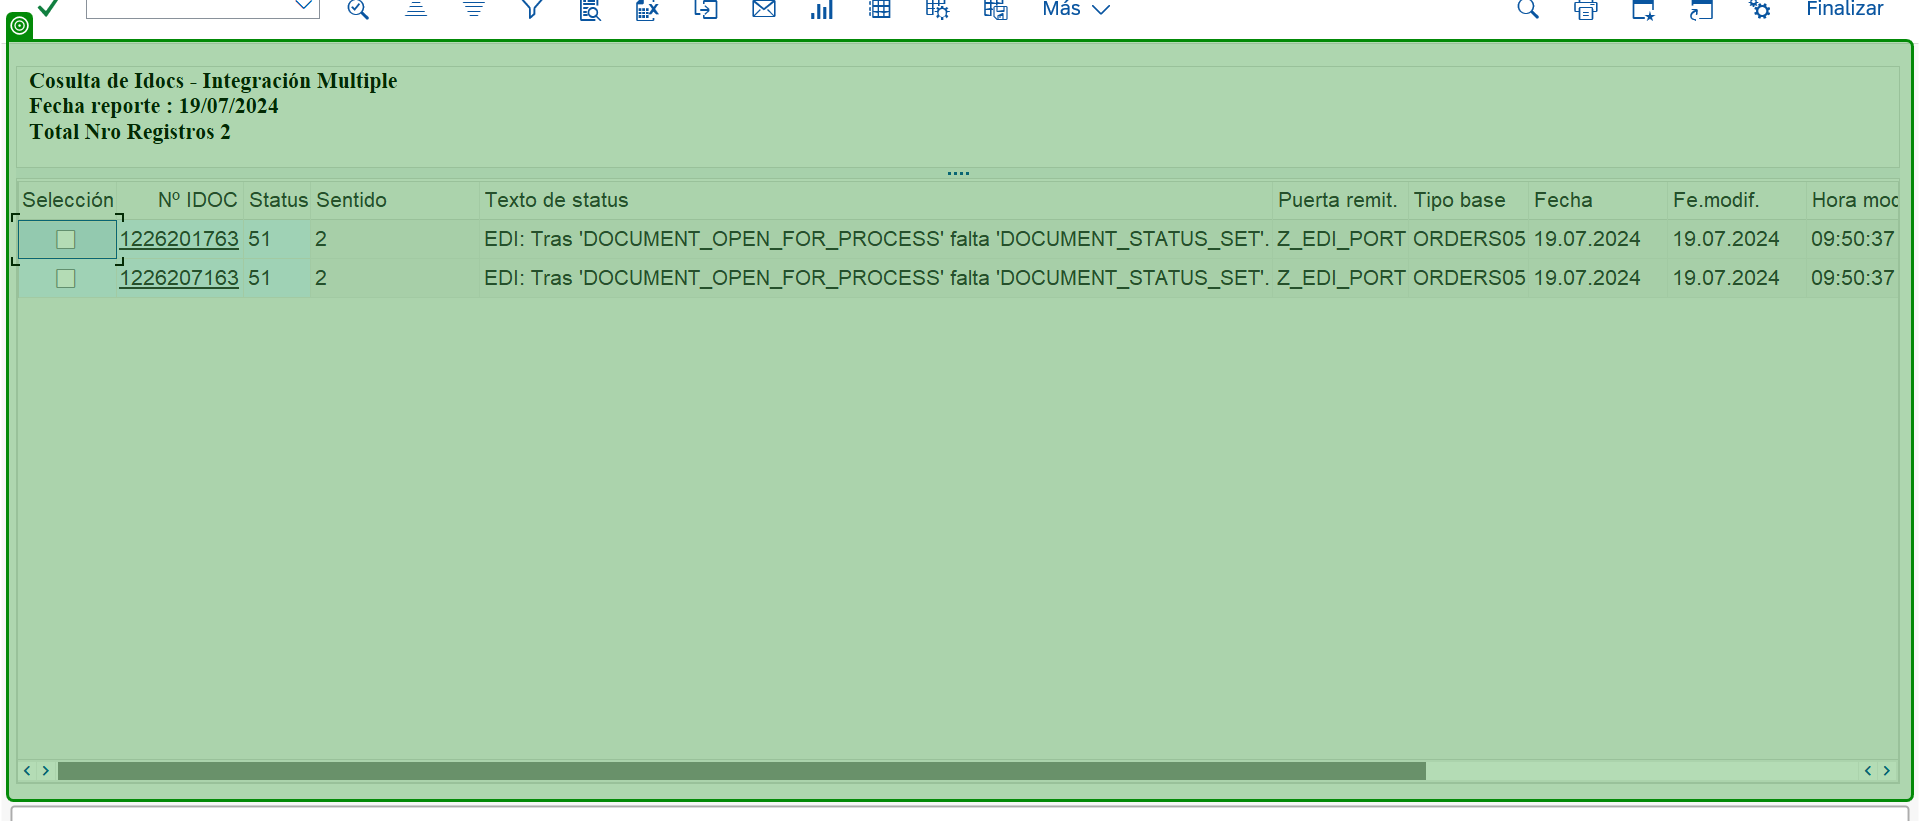 Más
Finalizar
Cosulta de Idocs - Integración Multiple
Fecha reporte : 19/07/2024
Total Nro Registros 2
Selección Nº IDOC Status Sentido Texto de status Puerta remit. Tipo base Fecha Fe.modif. Hora mod
1226201763 51 2 EDI: Tras 'DOCUMENT_OPEN_FOR_PROCESS' falta 'DOCUMENT_STATUS_SET'. Z_EDI_PORT ORDERS05 19.07.2024 19.07.2024 09:50:37
1226207163 51 2 EDI: Tras 'DOCUMENT_OPEN_FOR_PROCESS' falta 'DOCUMENT_STATUS_SET'. Z_EDI_PORT ORDERS05 19.07.2024 19.07.2024 09:50:37